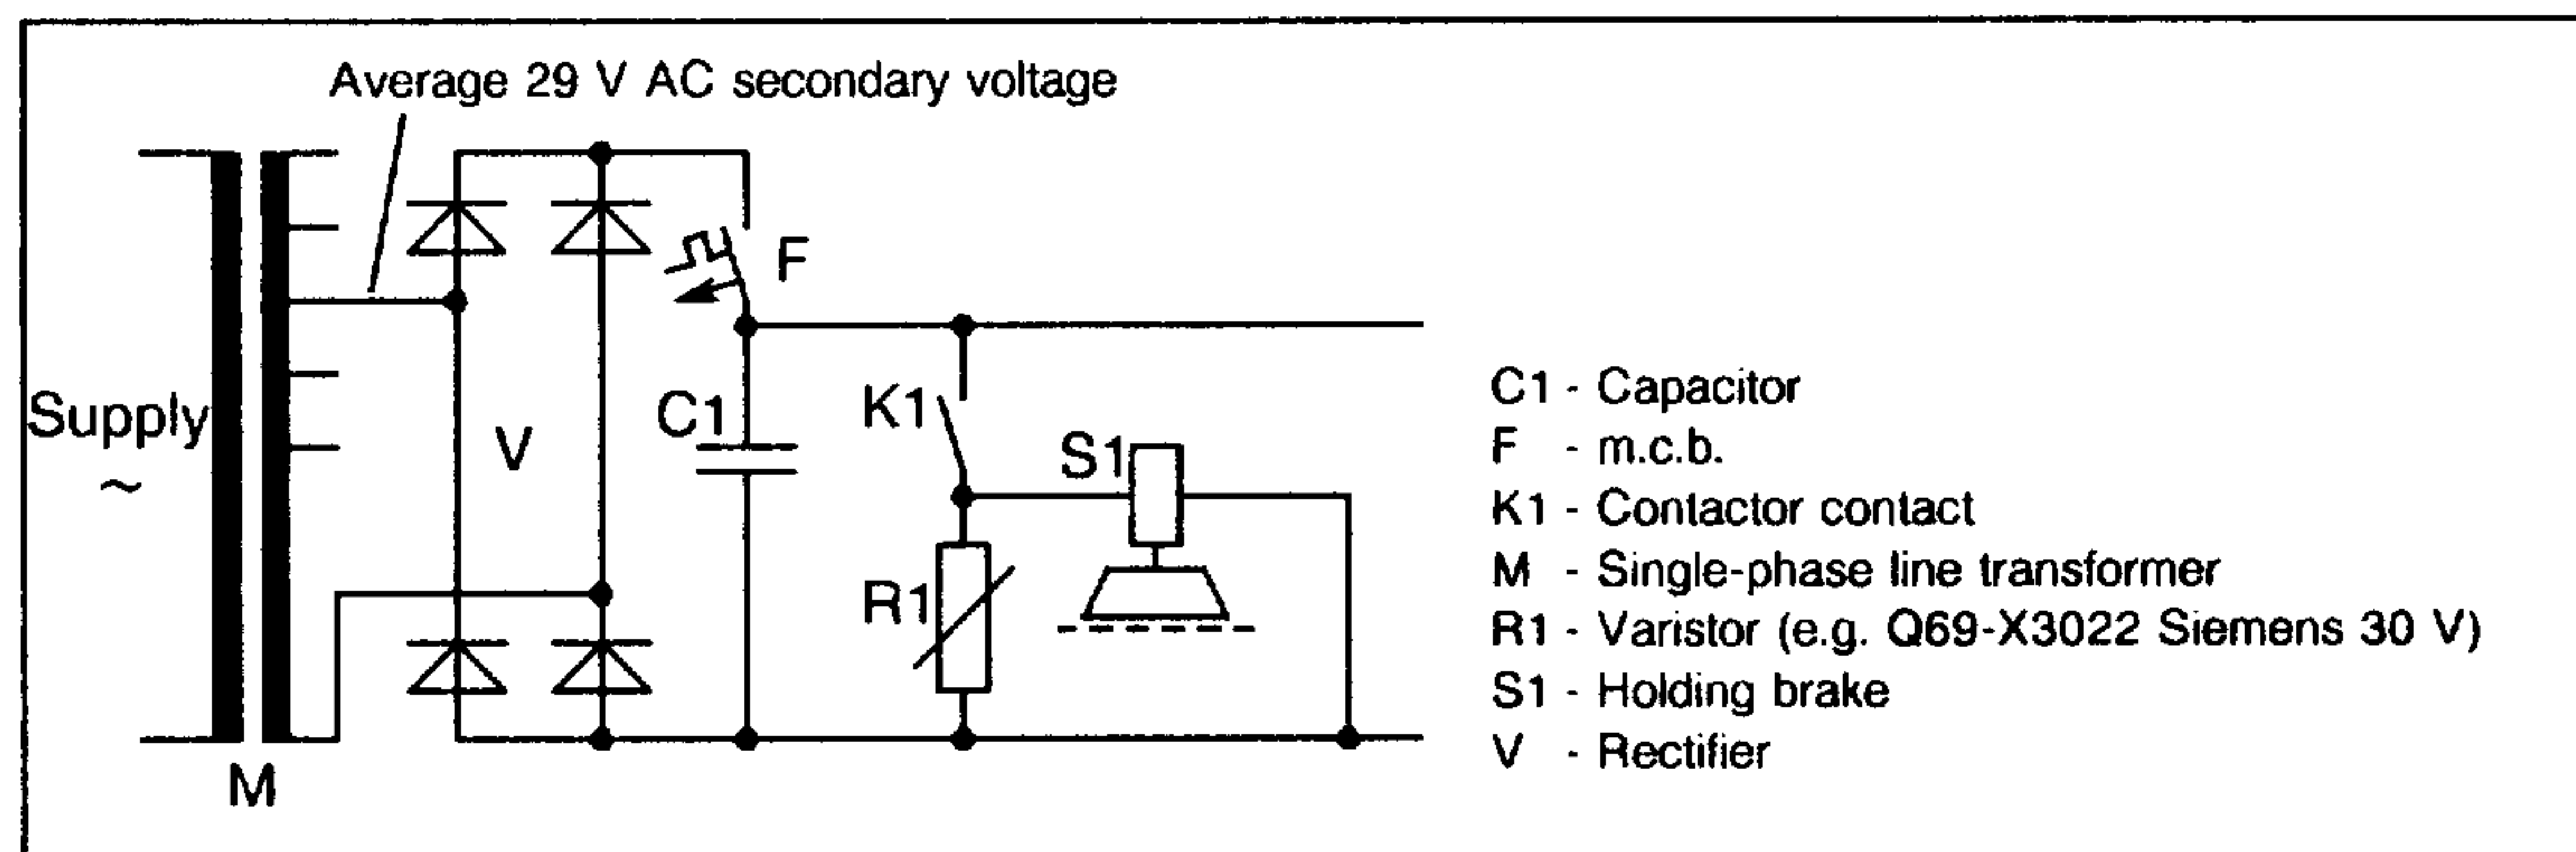 Average 29 V AC secondary voltage
F
Supply
~
V
C1
K1
S1
R1
M
C1 - Capacitor
F - m.c.b.
K1 - Contactor contact
M - Single-phase line transformer
R1 - Varistor (e.g. Q69-X3022 Siemens 30 V)
S1 - Holding brake
V - Rectifier